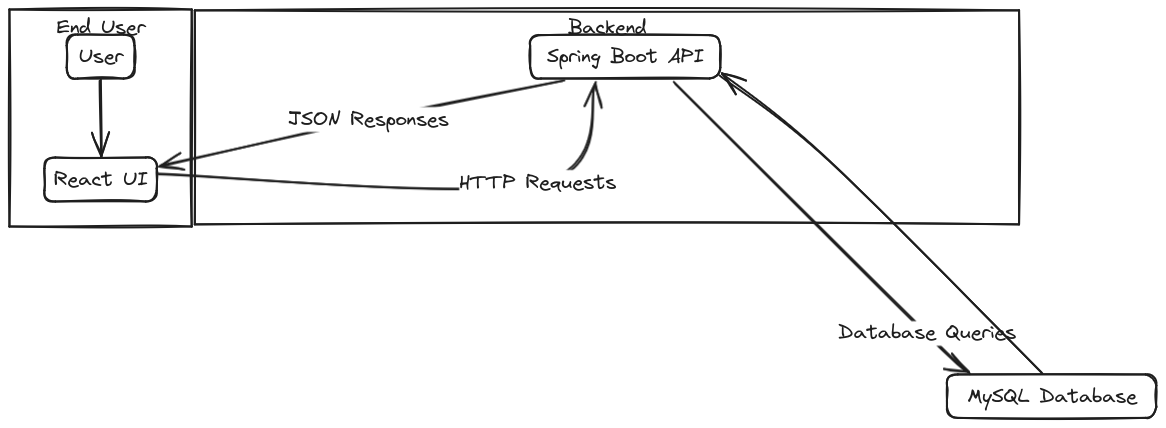 End User
Backend
User
Spring Boot API
JSON Responses
React UI
HTTP Requests
Database Queries
MySQL Database